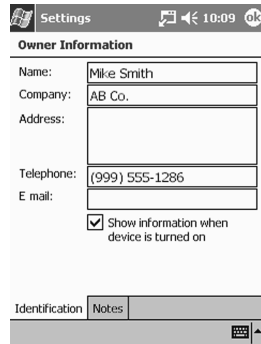 Settings 10:09 ok
Owner Information
Name: Mike Smith
Company: AB Co.
Address:
Telephone: (999) 555-1286
E mail:
Show information when
device is turned on
Identification Notes